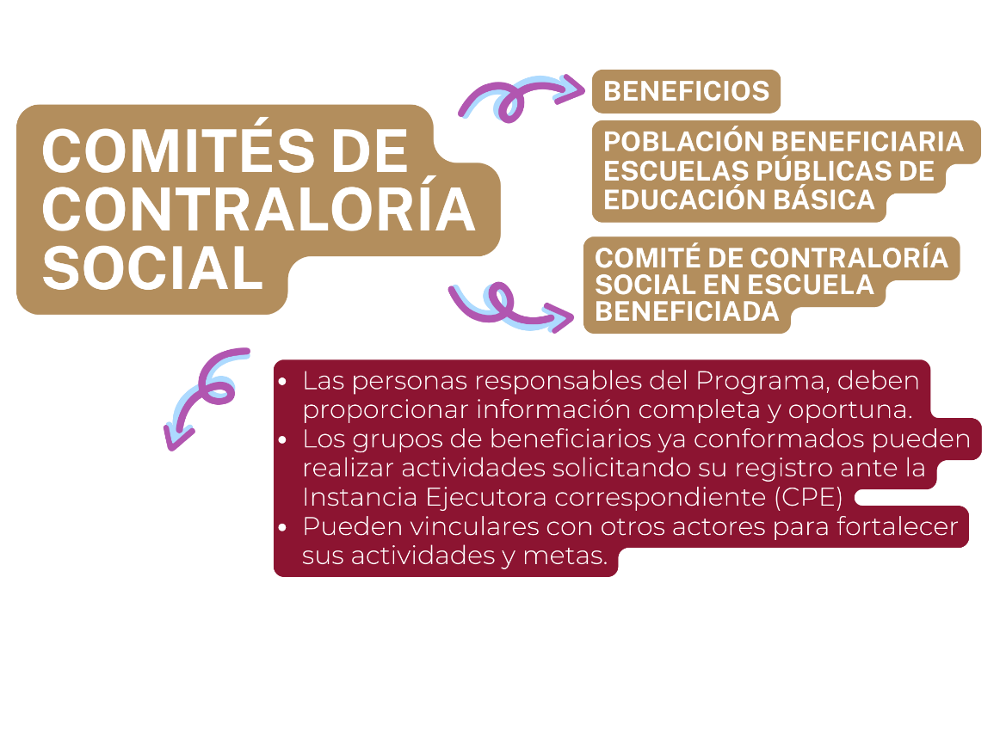 COMITÉS DE
CONTRALORÍA
SOCIAL
BENEFICIOS
POBLACIÓN BENEFICIARIA
ESCUELAS PÚBLICAS DE
EDUCACIÓN BÁSICA
COMITÉ DE CONTRALORÍA
SOCIAL EN ESCUELA
BENEFICIADA
• Las personas responsables del Programa, deben
proporcionar información completa y oportuna.
• Los grupos de beneficiarios ya conformados pueden
realizar actividades solicitando su registro ante la
Instancia Ejecutora correspondiente (CPE)
• Pueden vinculares con otros actores para fortalecer
sus actividades y metas.